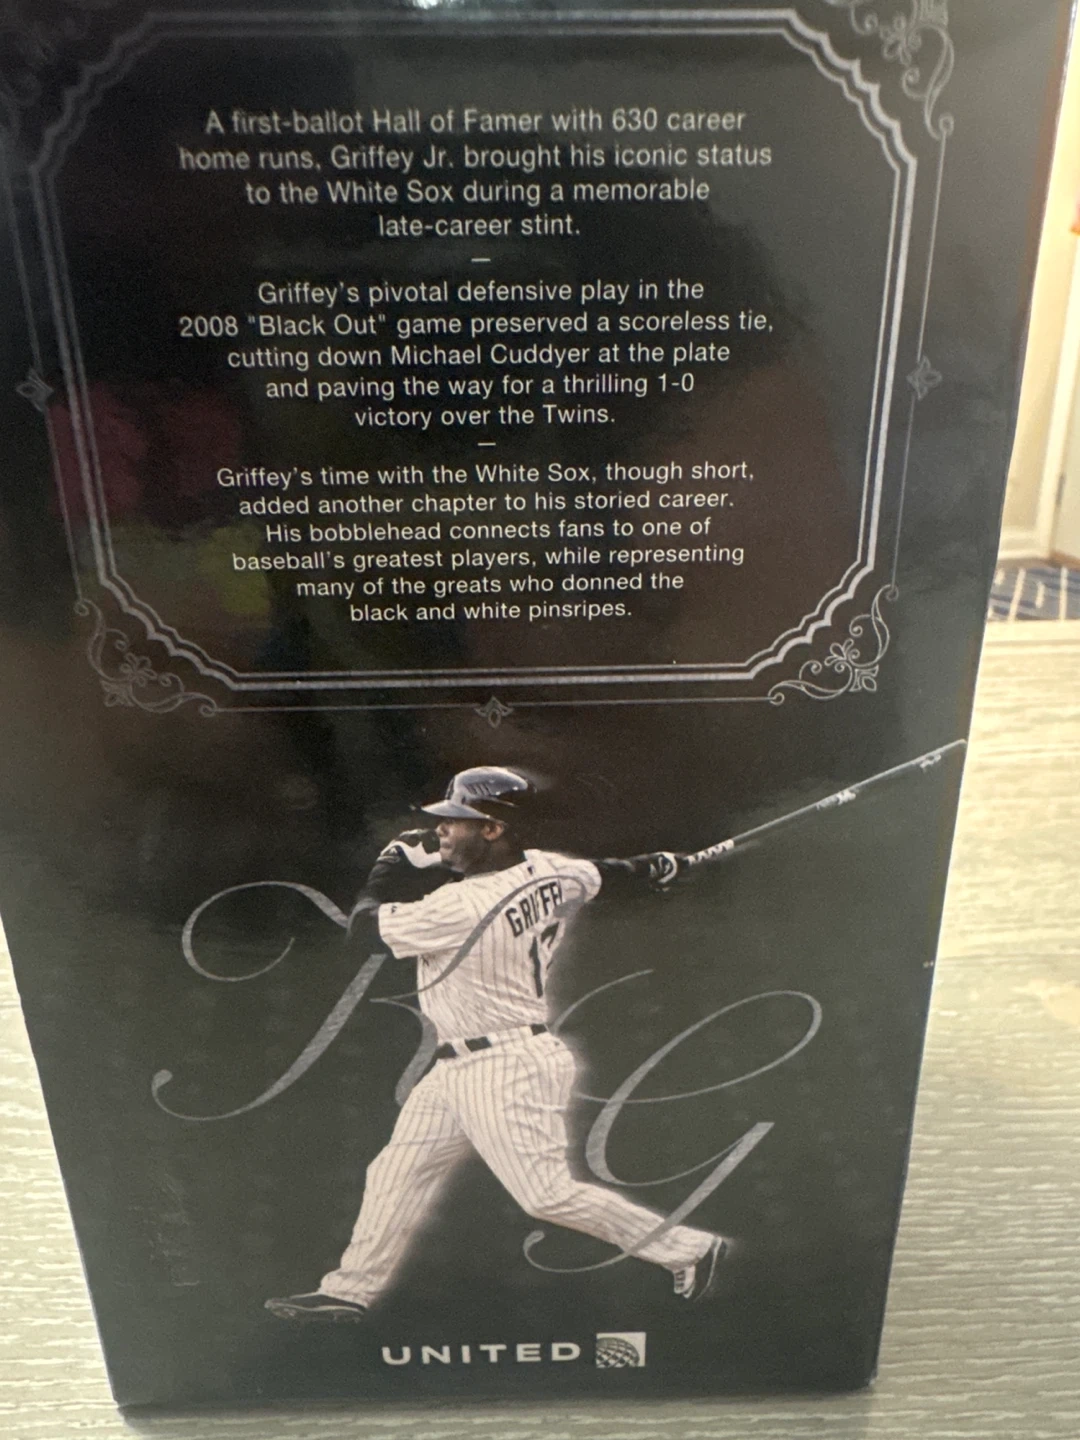 A first-ballot Hall of Famer with 630 career
home runs, Griffey Jr. brought his iconic status
to the White Sox during a memorable
late-career stint.
—
Griffey's pivotal defensive play in the
2008 "Black Out" game preserved a scoreless tie,
cutting down Michael Cuddyer at the plate
and paving the way for a thrilling 1-0
victory over the Twins.
—
Griffey's time with the White Sox, though short,
added another chapter to his storied career.
His bobblehead connects fans to one of
baseball's greatest players, while representing
many of the greats who donned the
black and white pinsripes.
GRIFFE
17
KG
UNITED